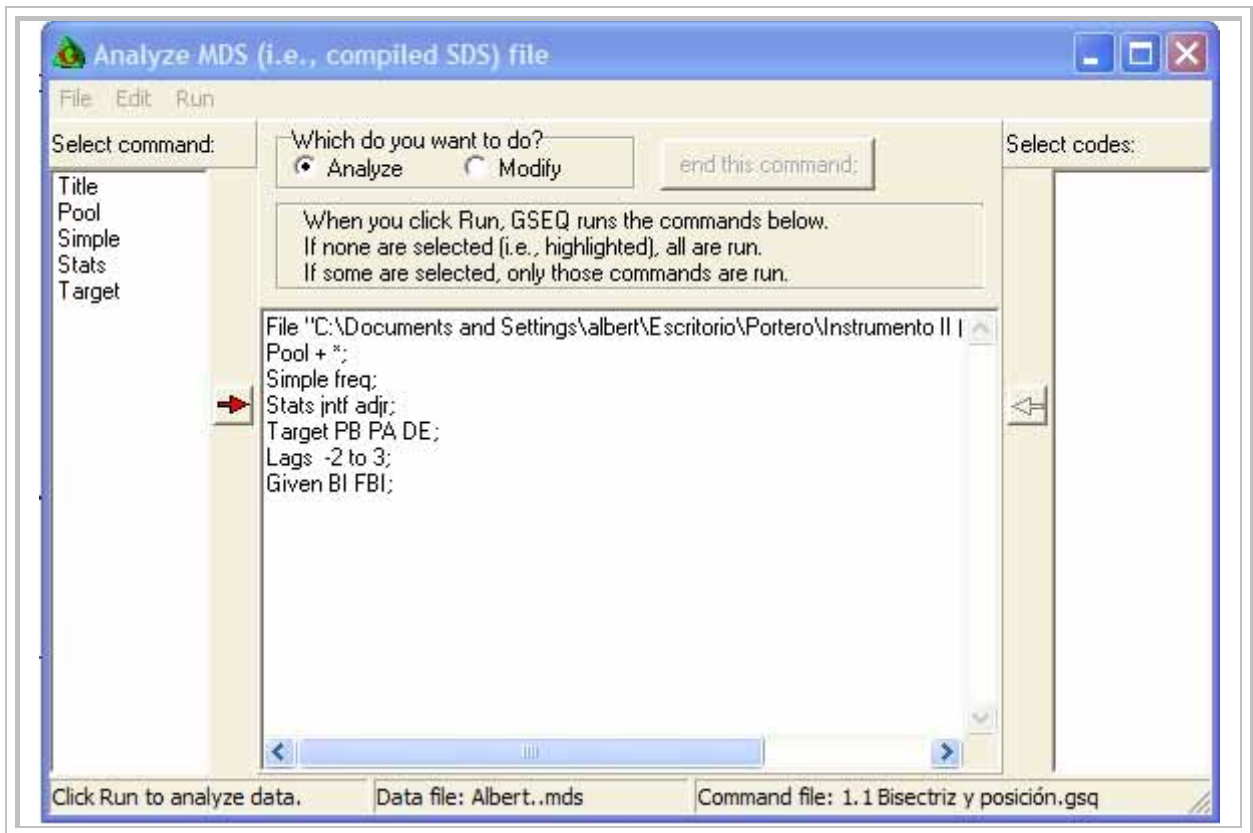 Analyze MDS (i.e., compiled SDS) file
File Edit Run
Select command:
Title
Pool
Simple
Stats
Target
Which do you want to do?
Analyze Modify
end this command;
When you click Run, GSEQ runs the commands below.
If none are selected (i.e., highlighted), all are run.
If some are selected, only those commands are run.
File "C:\Documents and Settings\albert\Escritorio\Portero\Instrumento II |
Pool + *;
Simple freq;
Stats jntf adjr;
Target PB PA DE;
Lags -2 to 3;
Given BI FBI;
Select codes:
Click Run to analyze data.
Data file: Albert..mds
Command file: 1.1 Bisectriz y posición.gsq